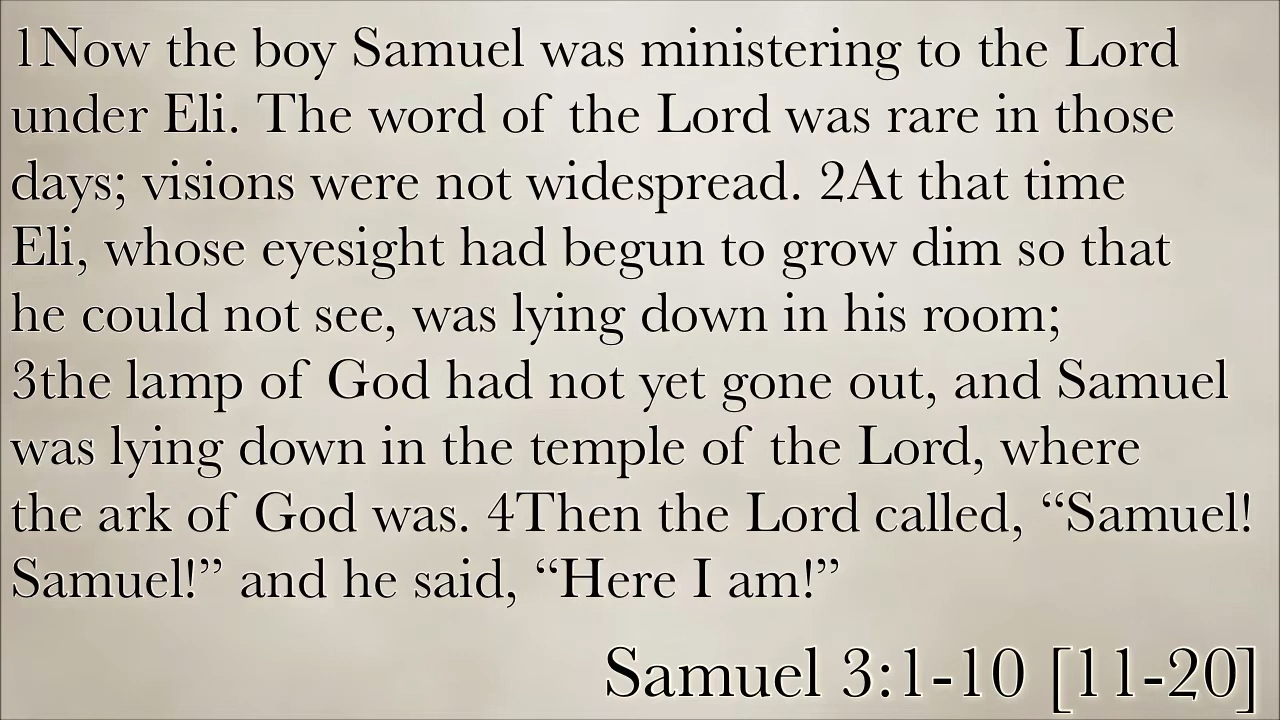 1Now the boy Samuel was ministering to the Lord
under Eli. The word of the Lord was rare in those
days; visions were not widespread. 2At that time
Eli, whose eyesight had begun to grow dim so that
he could not see, was lying down in his room;
3the lamp of God had not yet gone out, and Samuel
was lying down in the temple of the Lord, where
the ark of God was. 4Then the Lord called, “Samuel!
Samuel!” and he said, “Here I am!”
Samuel 3:1-10 [11-20]